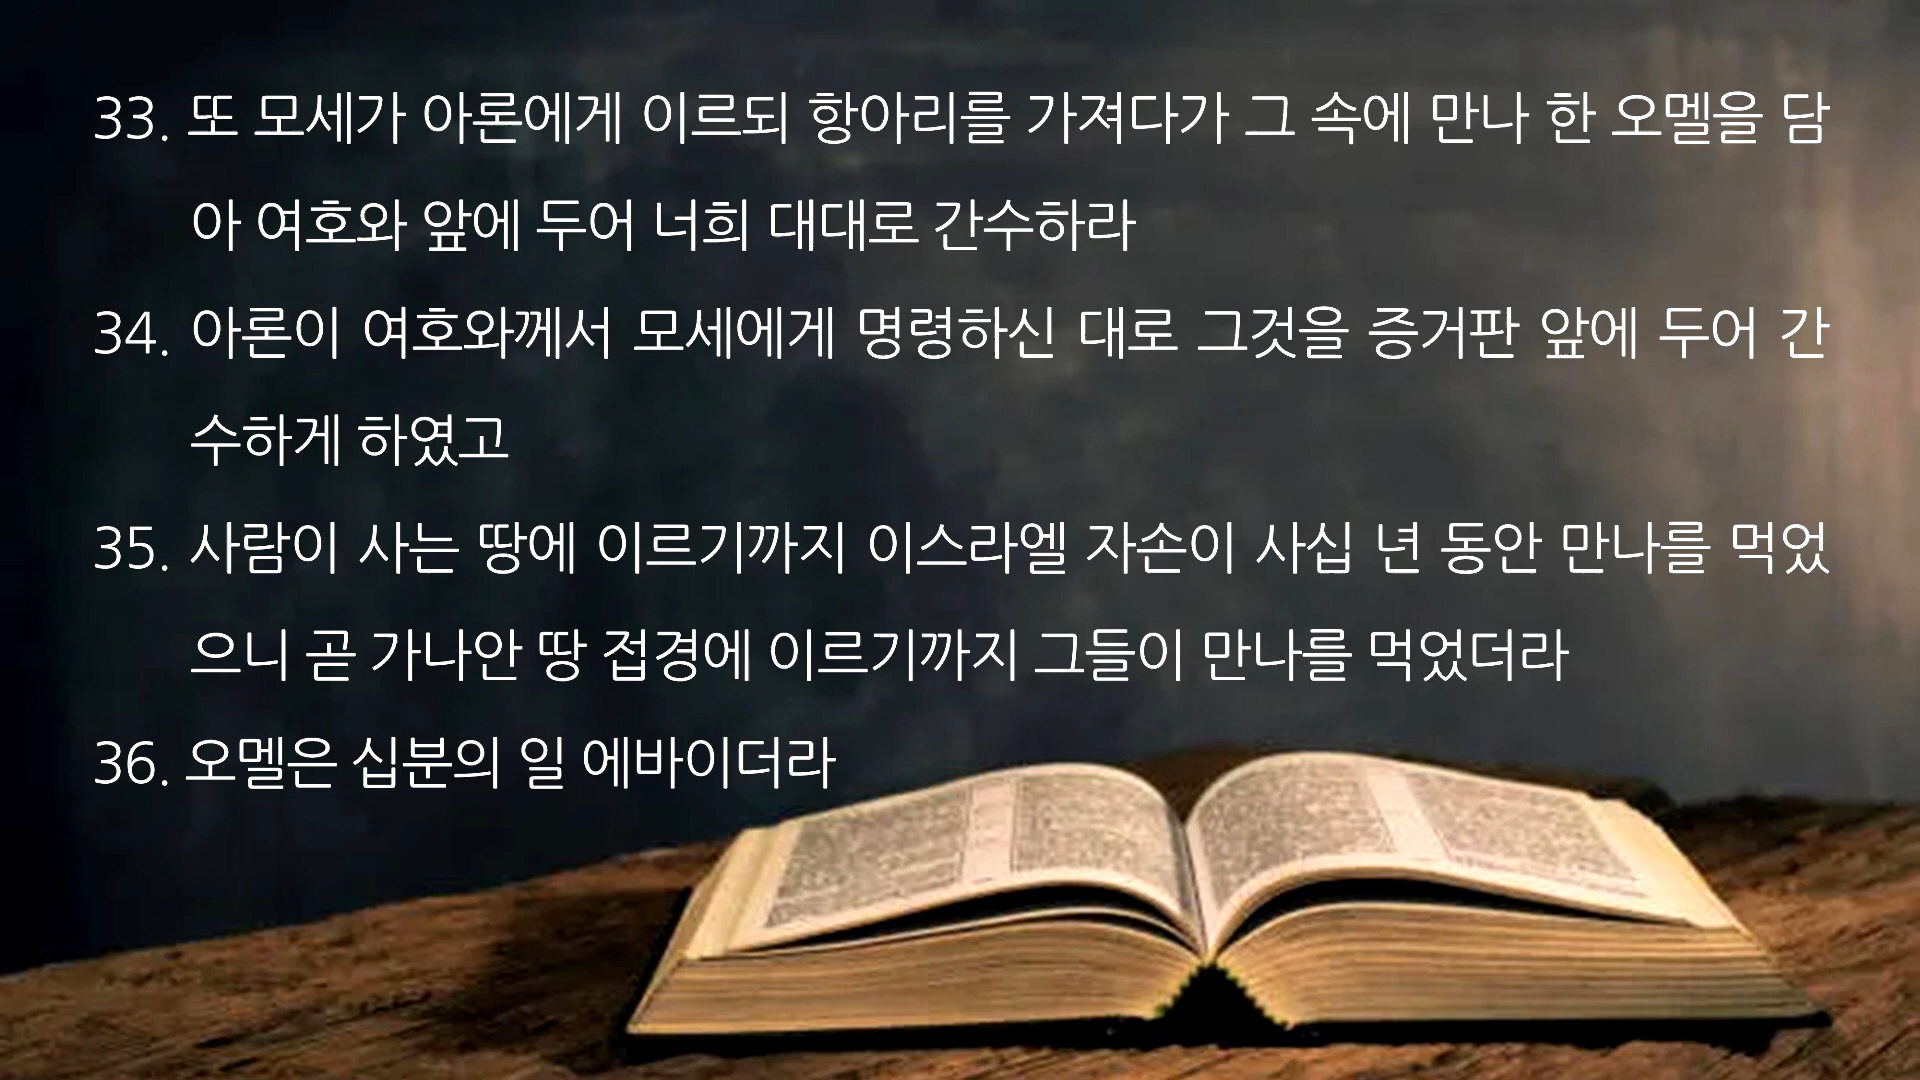 33. 또 모세가 아론에게 이르되 항아리를 가져다가 그 속에 만나 한 오멜을 담
아 여호와 앞에 두어 너희 대대로 간수하라
34. 아론이 여호와께서 모세에게 명령하신 대로 그것을 증거판 앞에 두어 간
수하게 하였고
35. 사람이 사는 땅에 이르기까지 이스라엘 자손이 사십 년 동안 만나를 먹었
으니 곧 가나안 땅 접경에 이르기까지 그들이 만나를 먹었더라
36. 오멜은 십분의 일 에바이더라